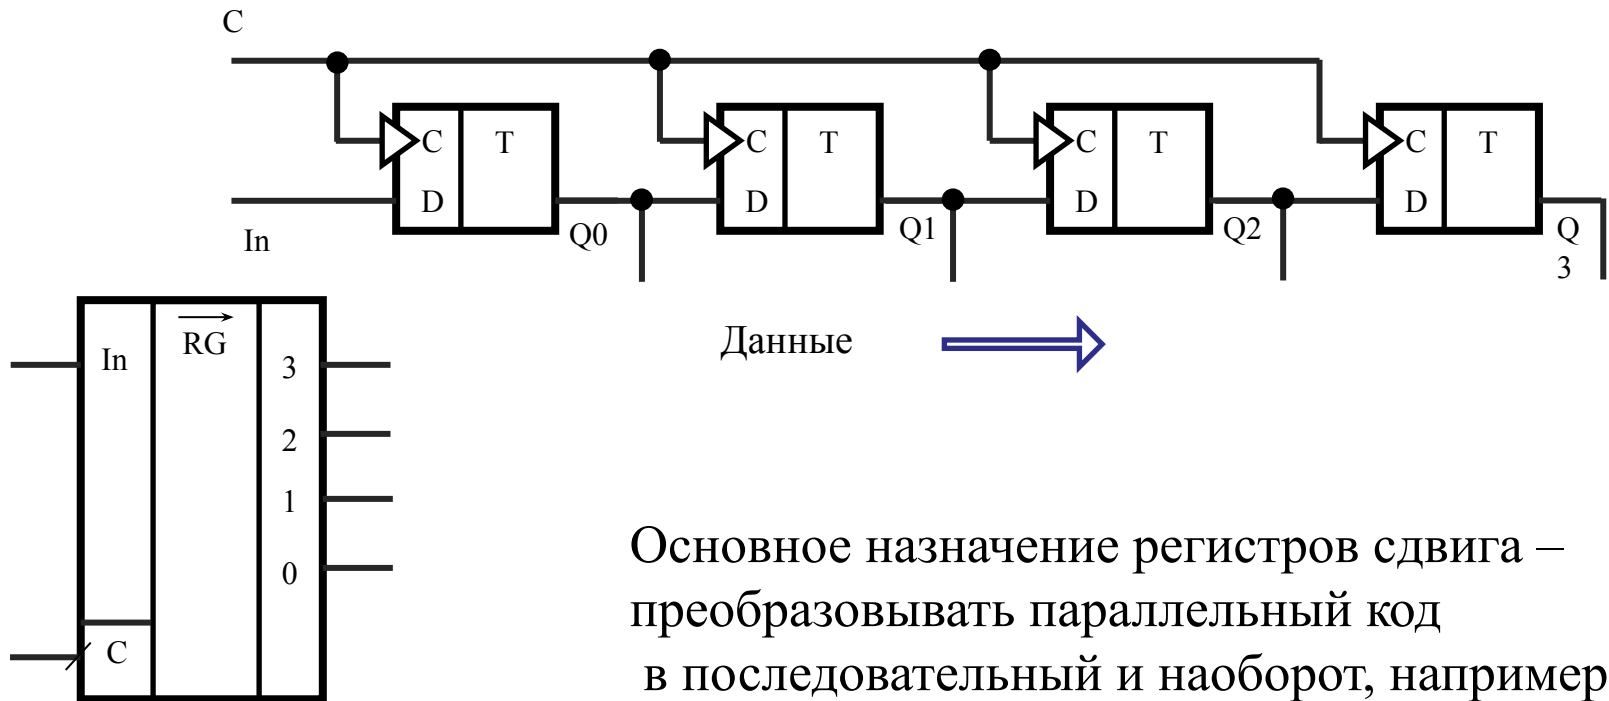 C
C T
C T
C T
C T
D
D
D
D
In
Q0
Q1
Q2
Q
3
RG
In
3
2
1
0
C
Данные
Основное назначение регистров сдвига –
преобразовывать параллельный код
в последовательный и наоборот, например